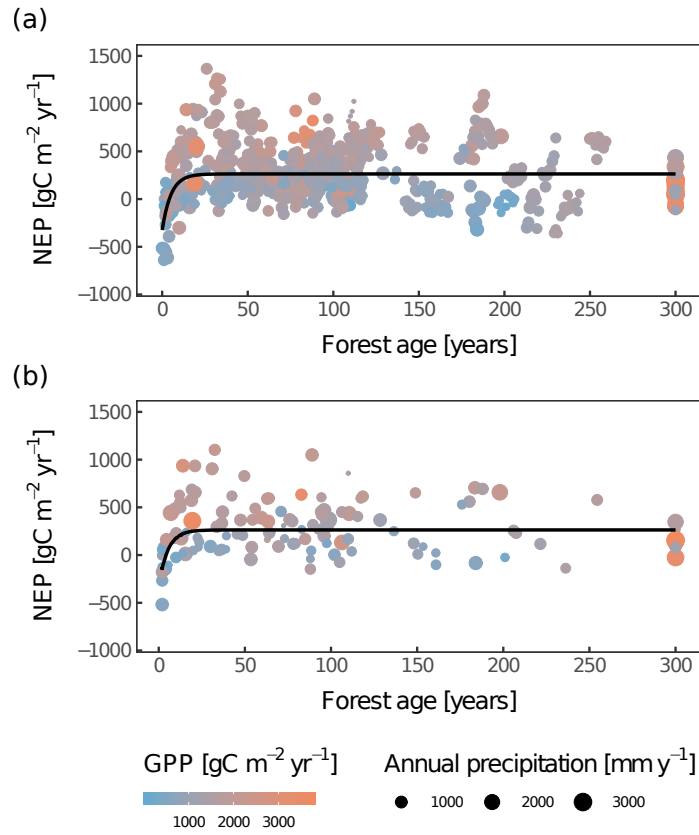 (a)
NEP [gC m⁻² yr⁻¹]
1500
1000
500
0
−500
−1000
0 50 100 150 200 250 300
Forest age [years]
(b)
NEP [gC m⁻² yr⁻¹]
1500
1000
500
0
−500
−1000
0 50 100 150 200 250 300
Forest age [years]
GPP [gC m⁻² yr⁻¹]
1000 2000 3000
Annual precipitation [mm y⁻¹]
1000 2000 3000